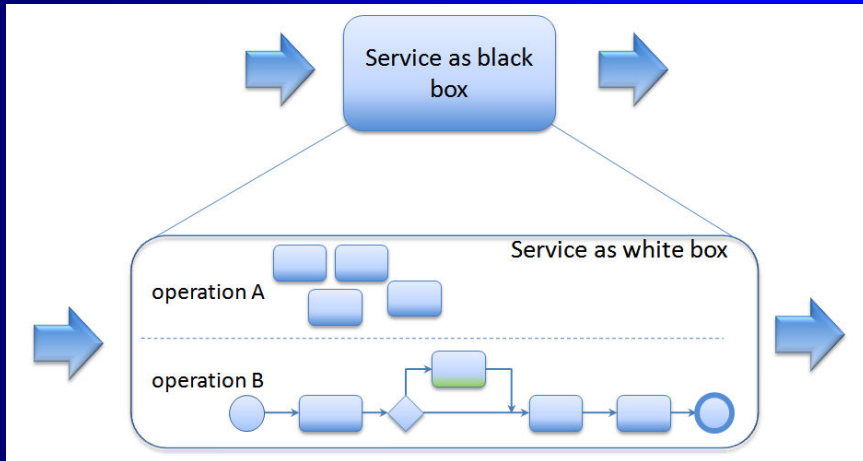 Service as black
box
Service as white box
operation A
operation B